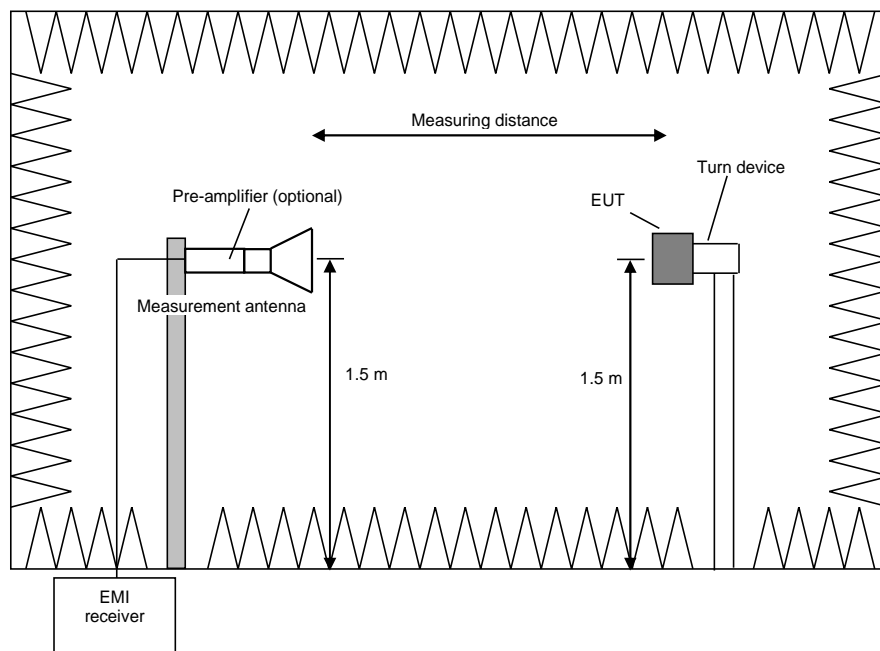 Measuring distance
Turn device
Pre-amplifier (optional)
EUT
Measurement antenna
1.5 m
1.5 m
EMI
receiver